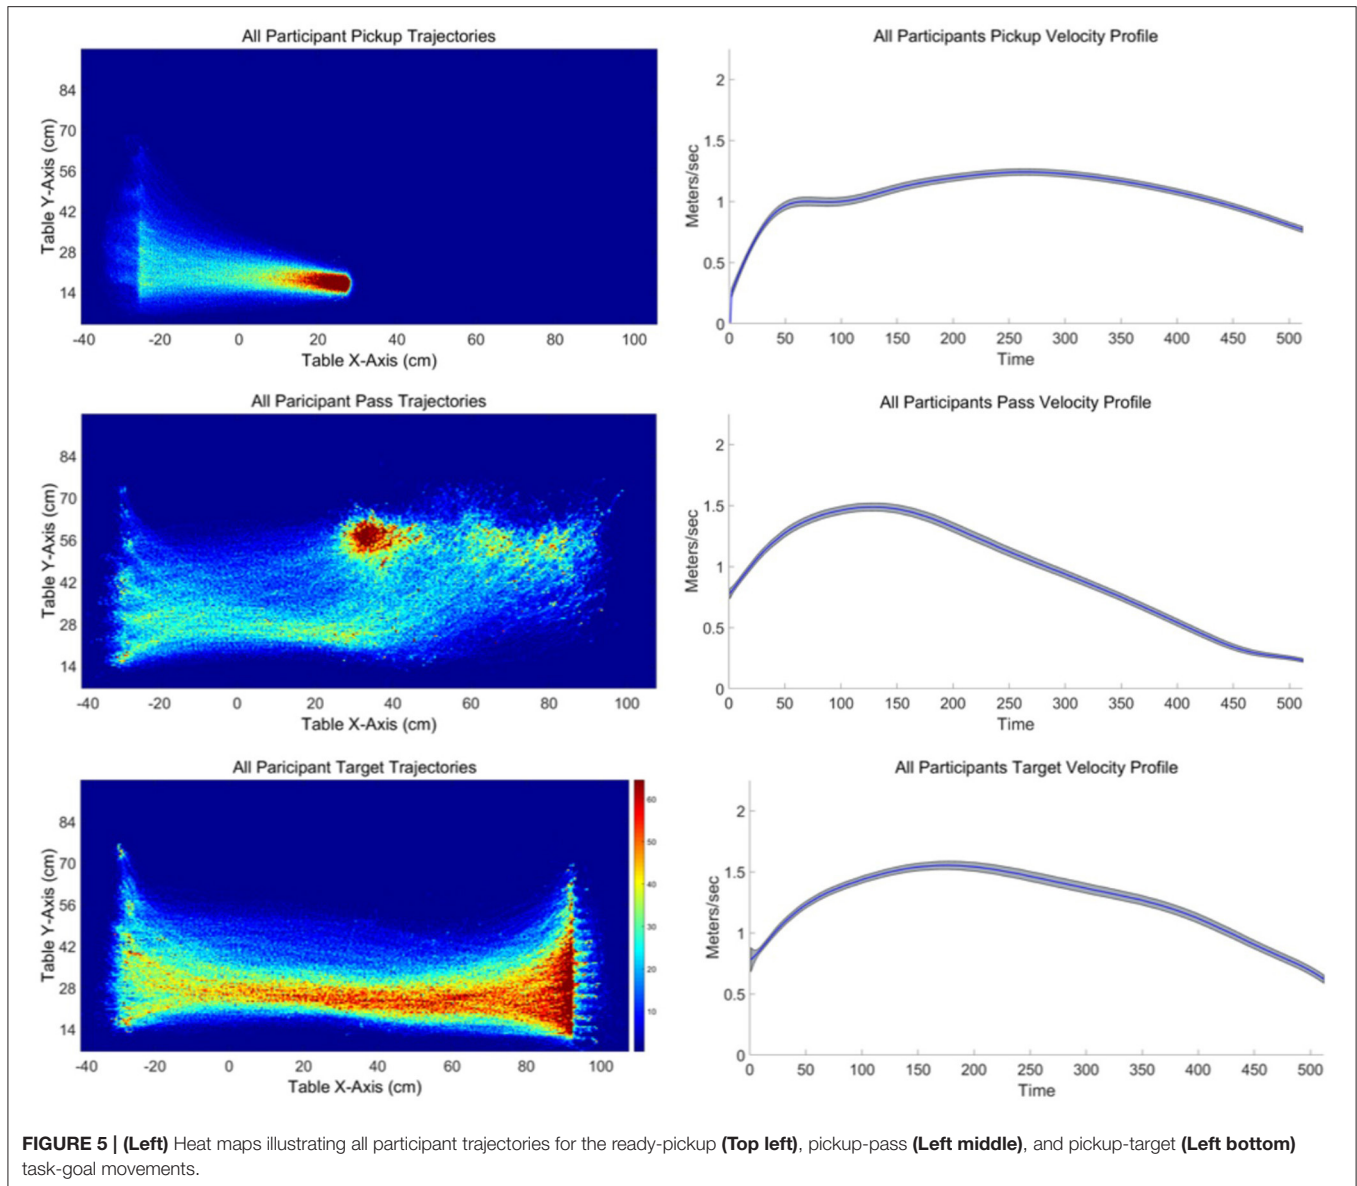 All Participant Pickup Trajectories
84
70
56
42
28
14
Table Y-Axis (cm)
-40 -20 0 20 40 60 80 100
Table X-Axis (cm)
All Participants Pickup Velocity Profile
2
1.5
1
0.5
0
Meters/sec
0 50 100 150 200 250 300 350 400 450 500
Time
All Paricipant Pass Trajectories
84
70
56
42
28
14
Table Y-Axis (cm)
-40 -20 0 20 40 60 80 100
Table X-Axis (cm)
All Participants Pass Velocity Profile
2
1.5
1
0.5
0
Meters/sec
0 50 100 150 200 250 300 350 400 450 500
Time
All Paricipant Target Trajectories
84
70
56
42
28
14
Table Y-Axis (cm)
-40 -20 0 20 40 60 80 100
Table X-Axis (cm)
60
50
40
30
20
10
All Participants Target Velocity Profile
2
1.5
1
0.5
0
Meters/sec
0 50 100 150 200 250 300 350 400 450 500
Time
FIGURE 5 | (Left) Heat maps illustrating all participant trajectories for the ready-pickup (Top left), pickup-pass (Left middle), and pickup-target (Left bottom)
task-goal movements.